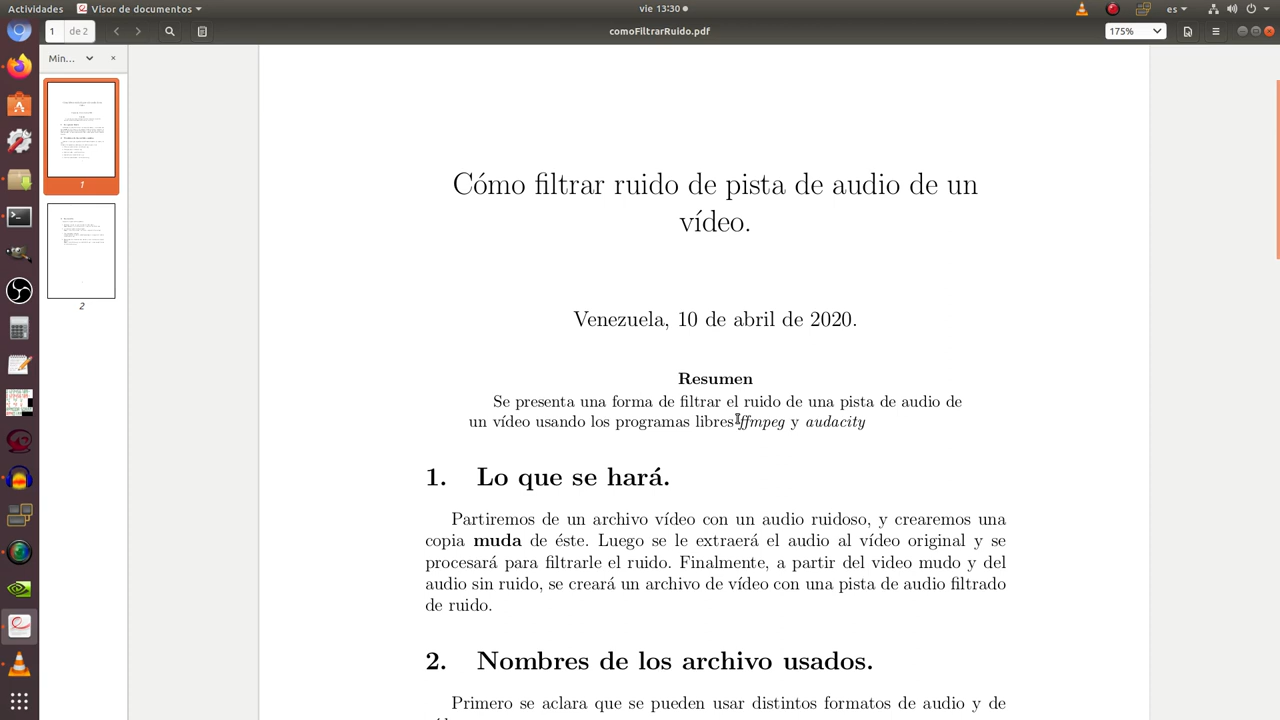 Actividades
Visor de documentos
vie 13:30
es
1
de 2
comoFIltrarRuido.pdf
175%
Min...
1
2
Cómo filtrar ruido de pista de audio de un
vídeo.
Venezuela, 10 de abril de 2020.
Resumen
Se presenta una forma de filtrar el ruido de una pista de audio de
un vídeo usando los programas libres ffmpeg y audacity
1. Lo que se hará.
Partiremos de un archivo vídeo con un audio ruidoso, y crearemos una
copia muda de éste. Luego se le extraerá el audio al vídeo original y se
procesará para filtrarle el ruido. Finalmente, a partir del video mudo y del
audio sin ruido, se creará un archivo de vídeo con una pista de audio filtrado
de ruido.
2. Nombres de los archivo usados.
Primero se aclara que se pueden usar distintos formatos de audio y de